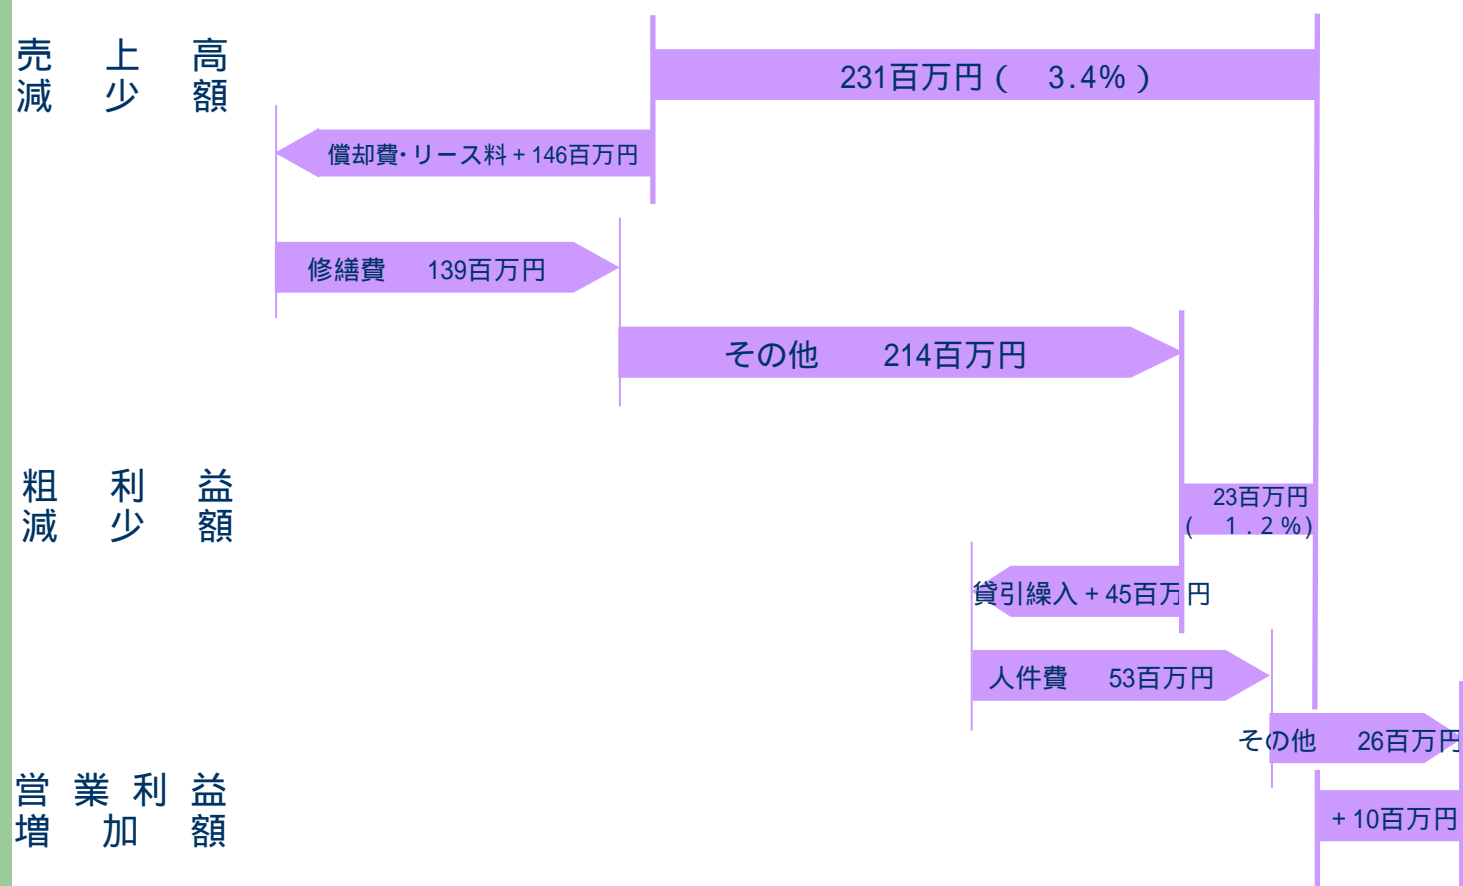 売上高
減少額
231百万円(　3.4%)
償却費・リース料+146百万円
修繕費　139百万円
その他　214百万円
粗利益
減少額
23百万円
(　1.2%)
貸引繰入+45百万円
人件費　53百万円
その他　26百万円
営業利益
増加額
+10百万円